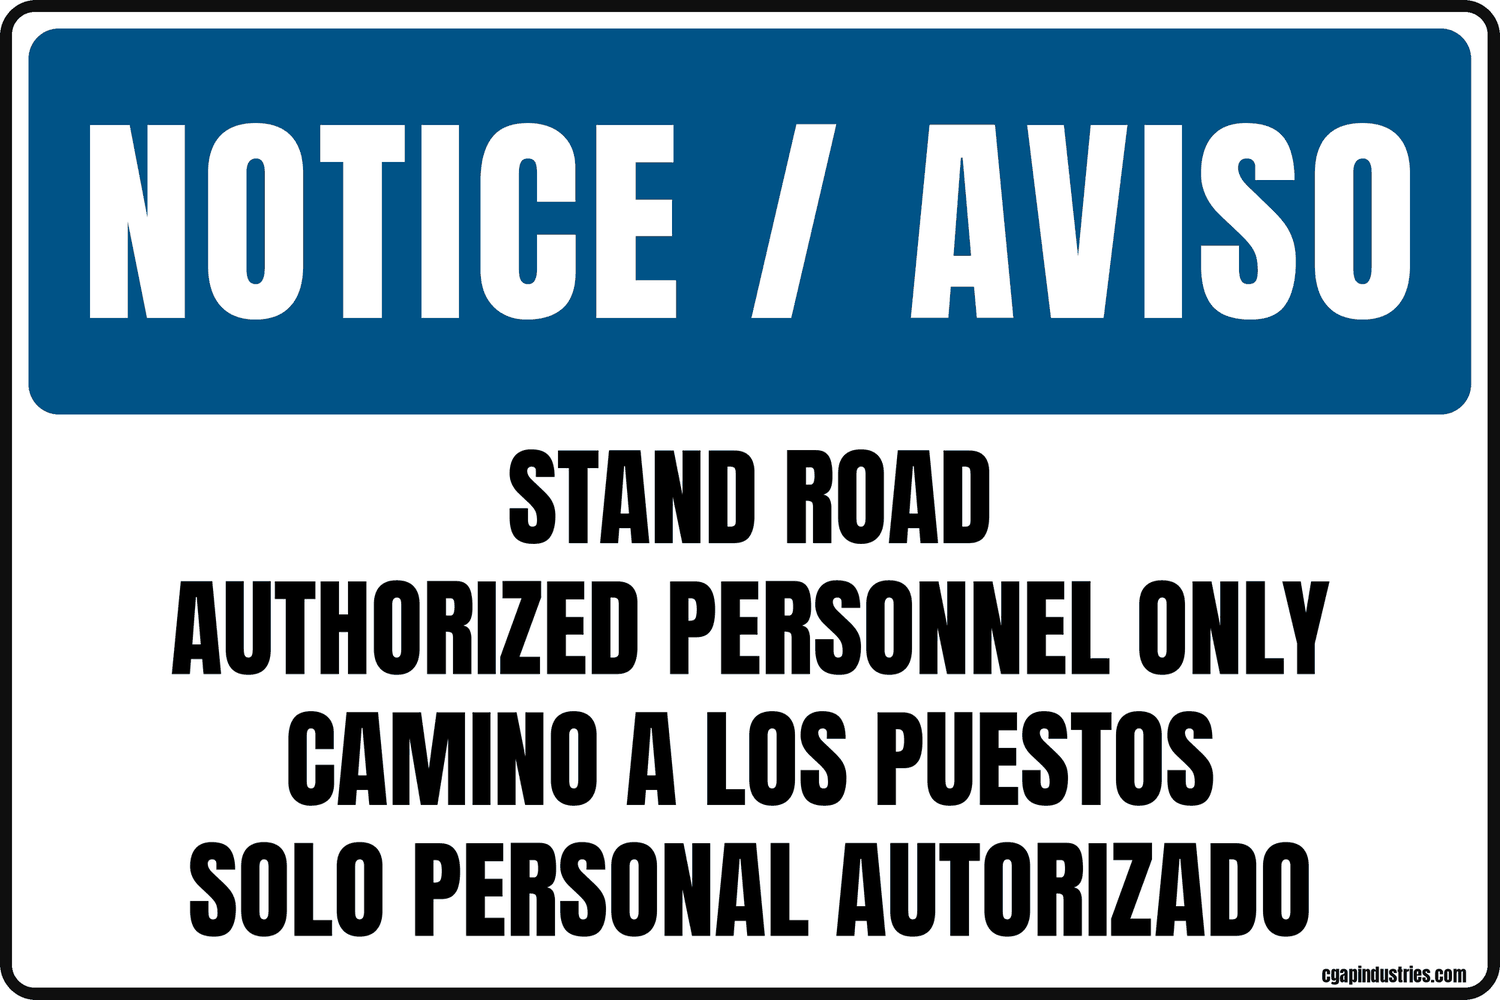 NOTICE / AVISO
STAND ROAD
AUTHORIZED PERSONNEL ONLY
CAMINO A LOS PUESTOS
SOLO PERSONAL AUTORIZADO
cgapindustries.com